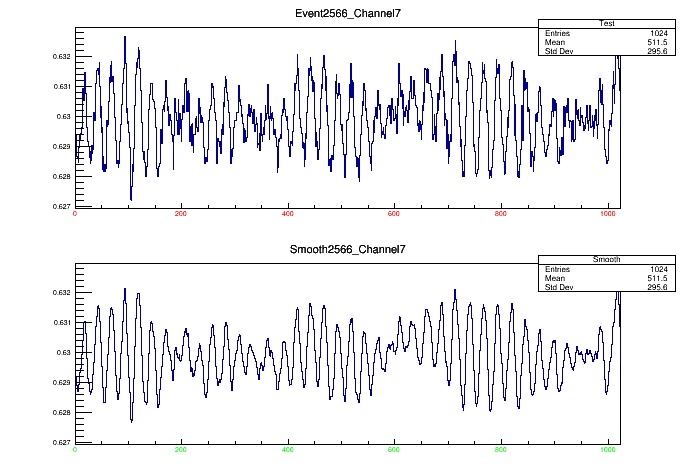 Event2566_Channel7
Test
Entries 1024
Mean 511.5
Std Dev 295.6
0.632
0.631
0.63
0.629
0.628
0.627
0 200 400 600 800 1000
Smooth2566_Channel7
Smooth
Entries 1024
Mean 511.5
Std Dev 295.6
0.632
0.631
0.63
0.629
0.628
0.627
0 200 400 600 800 1000